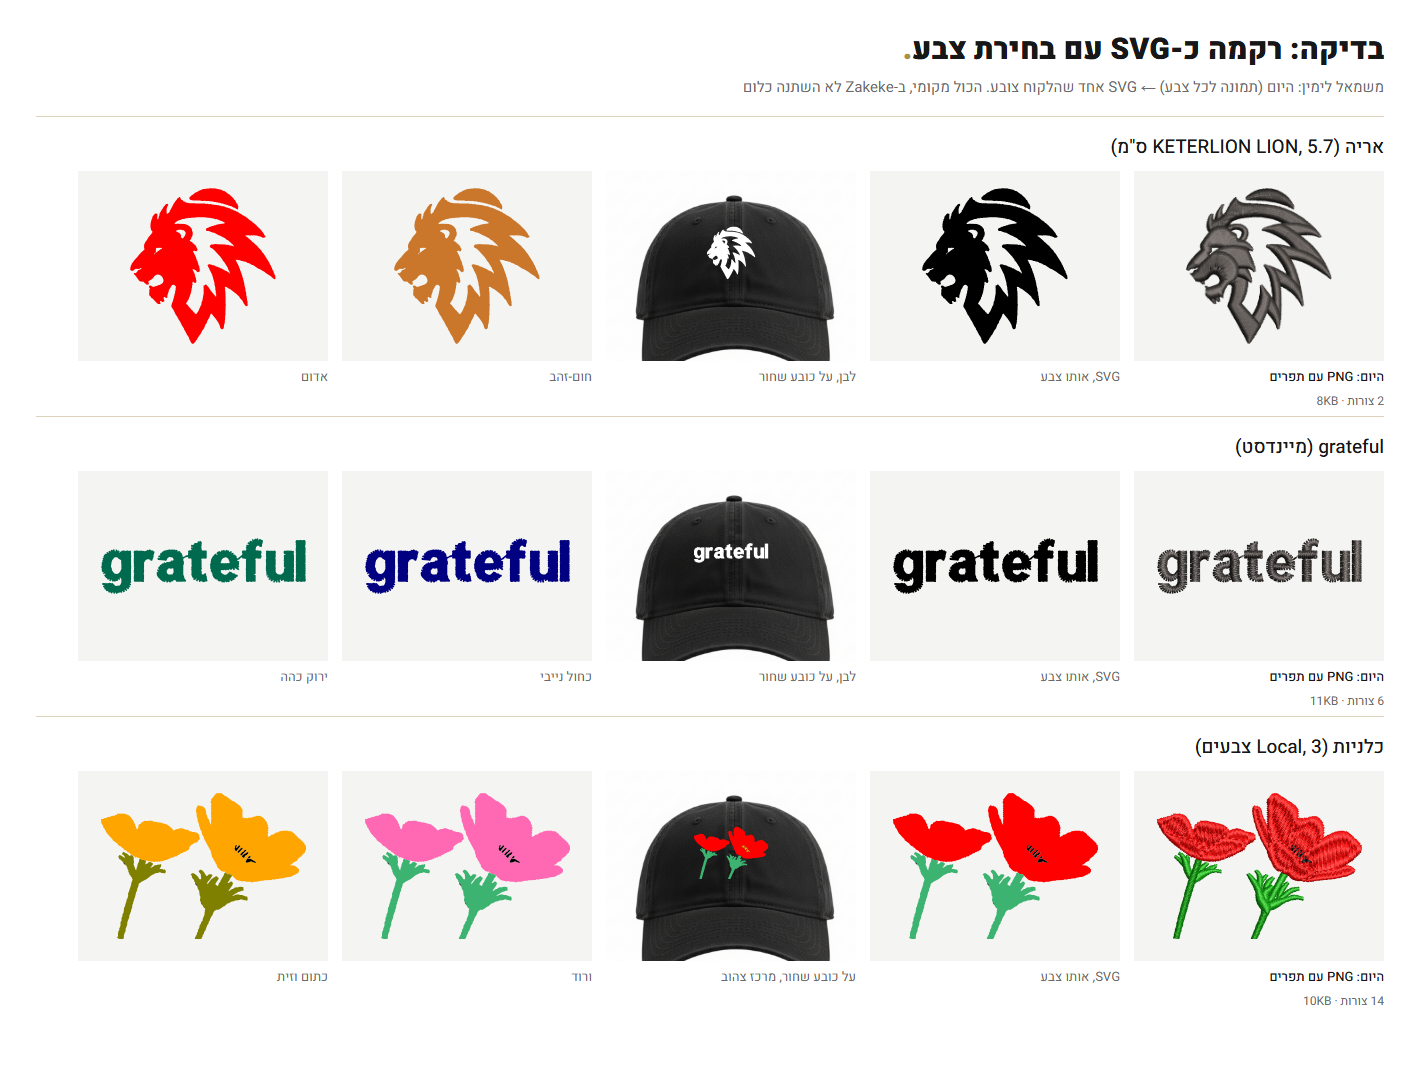 בדיקה: רקמה כ-SVG עם בחירת צבע.
משמאל לימין: היום (תמונה לכל צבע) ← SVG אחד שהלקוח צובע. הכול מקומי, ב-Zakeke לא השתנה כלום
אריה (KETERLION LION, 5.7 ס"מ)
היום: PNG עם תפרים
SVG, אותו צבע
לבן, על כובע שחור
חום-זהב
אדום
2 צורות · 8KB
grateful (מיינדסט)
grateful
grateful
grateful
grateful
grateful
היום: PNG עם תפרים
SVG, אותו צבע
לבן, על כובע שחור
כחול נייבי
ירוק כהה
6 צורות · 11KB
כלניות (Local, 3 צבעים)
היום: PNG עם תפרים
SVG, אותו צבע
על כובע שחור, מרכז צהוב
ורוד
כתום וזית
14 צורות · 10KB